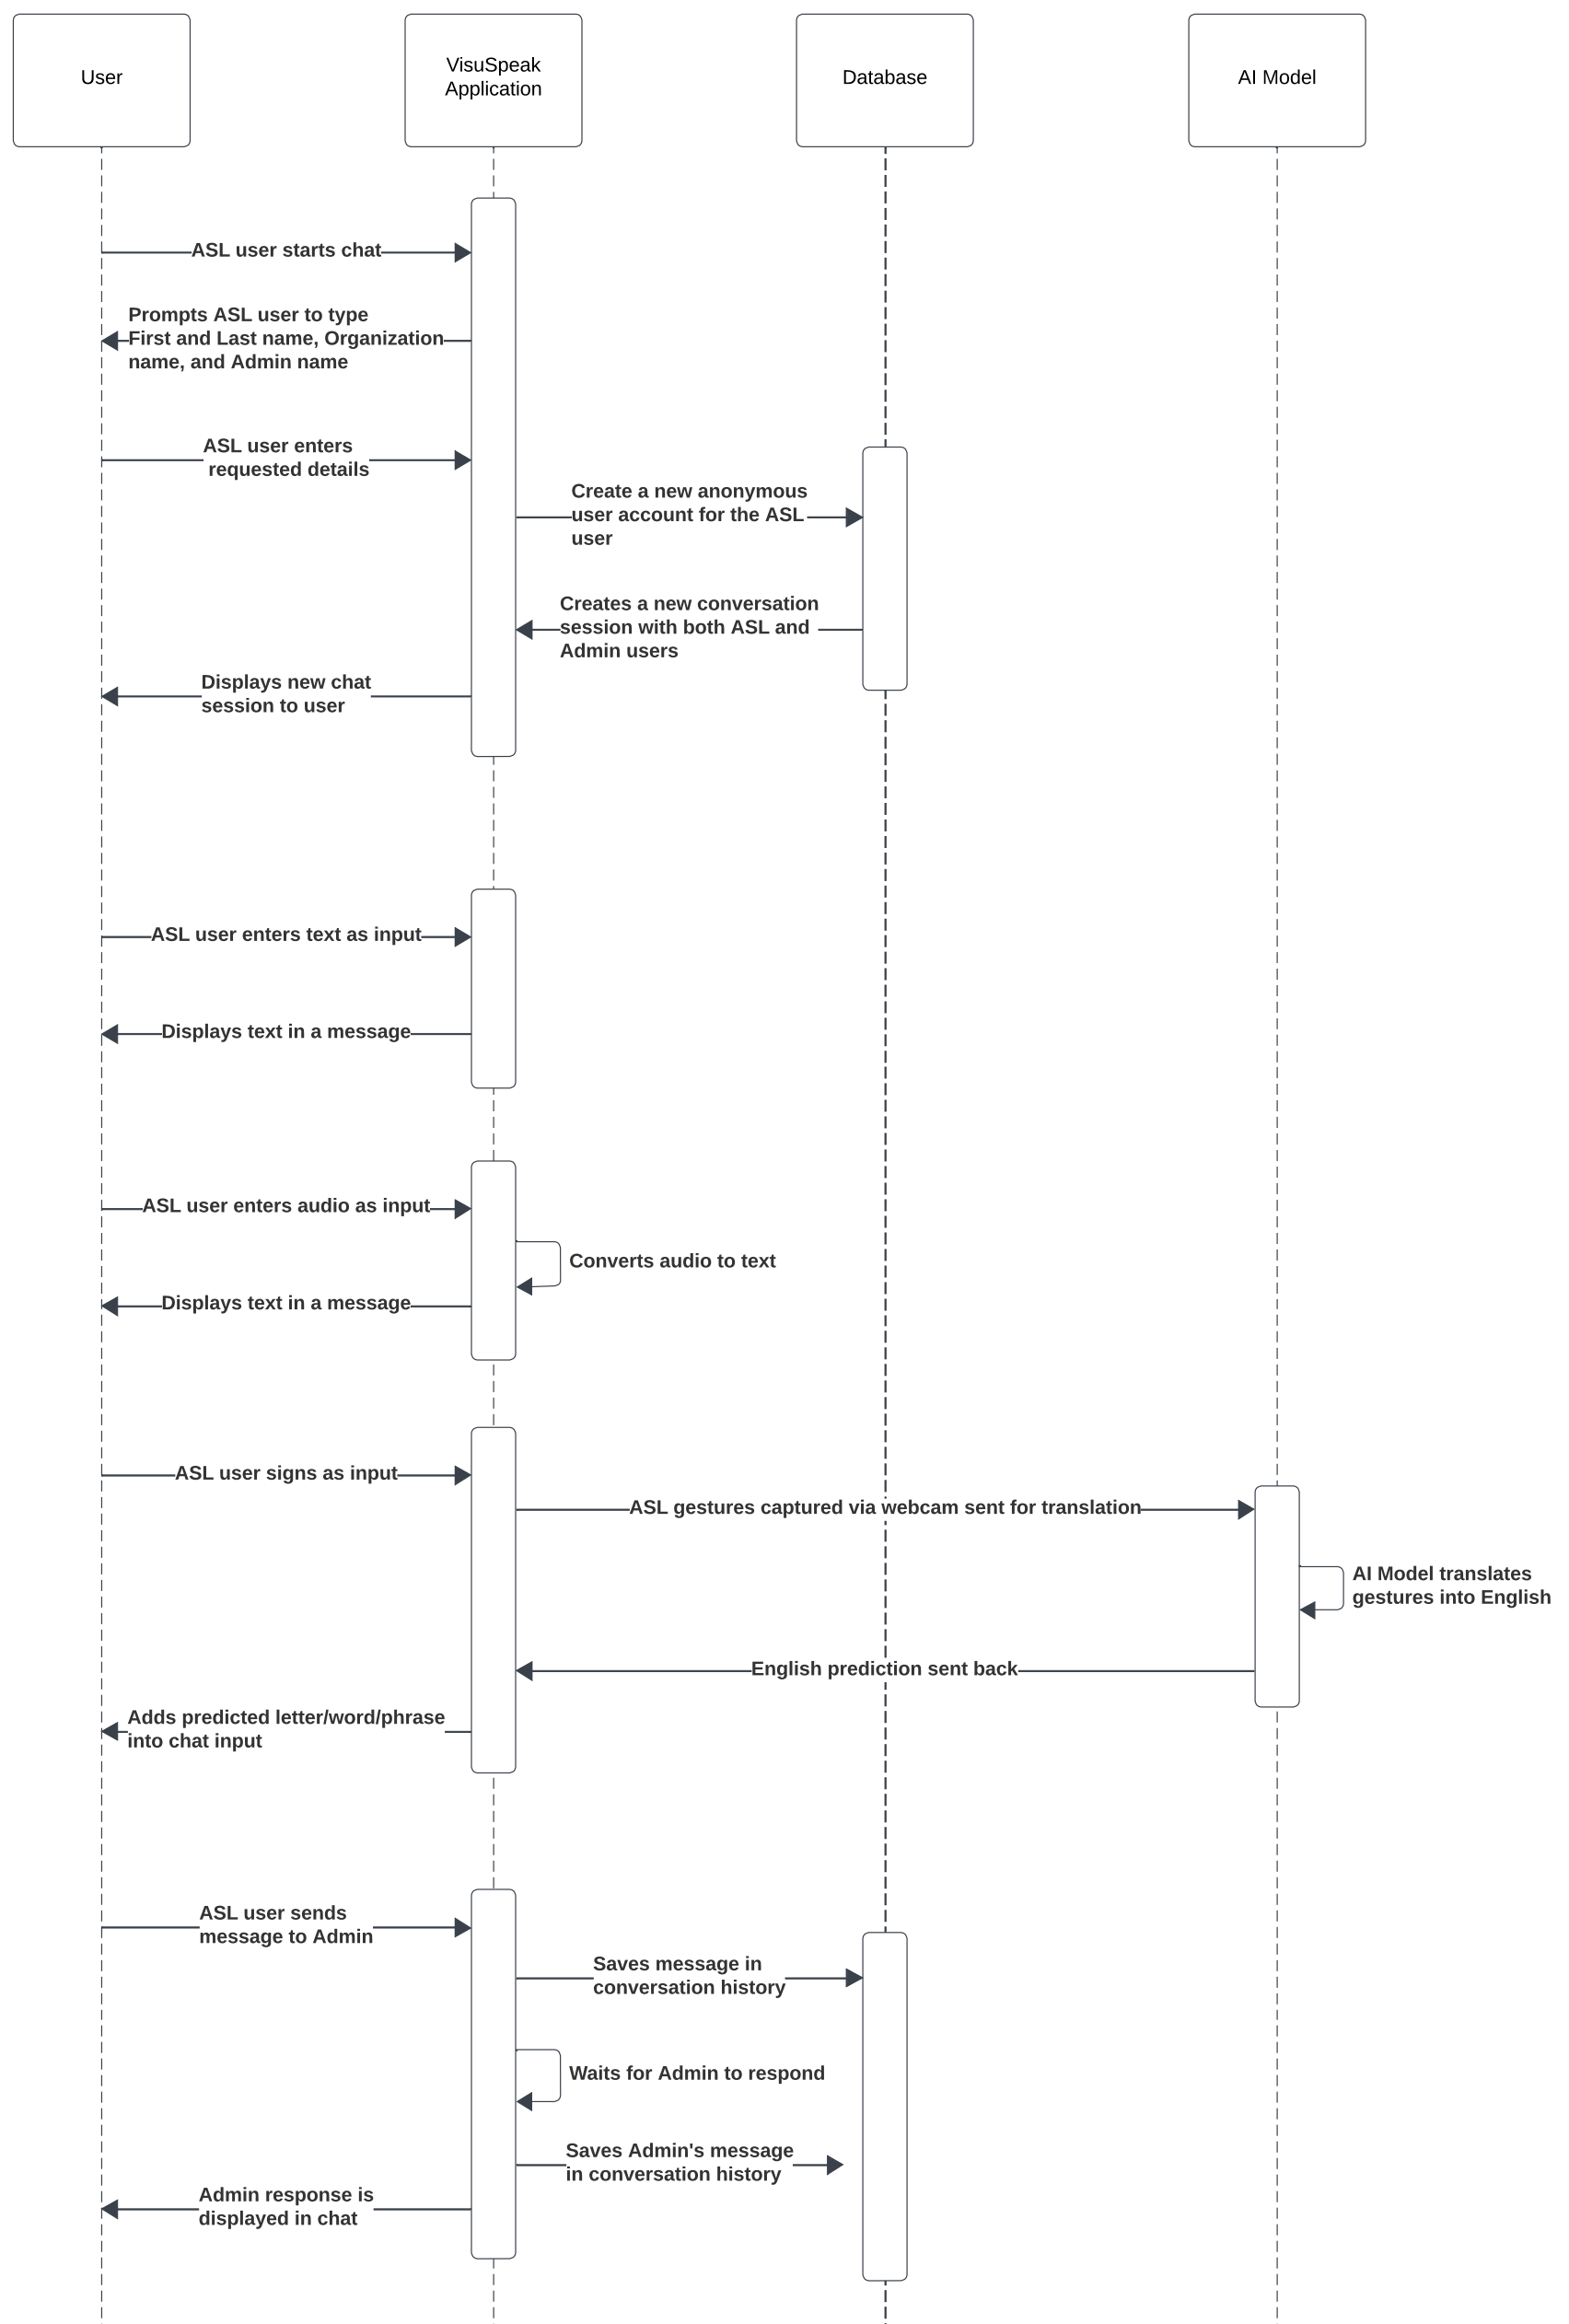 User
VisuSpeak
Application
Database
AI Model
ASL user starts chat
Prompts ASL user to type
First and Last name, Organization
name, and Admin name
ASL user enters
requested details
Create a new anonymous
user account for the ASL
user
Creates a new conversation
session with both ASL and
Admin users
Displays new chat
session to user
ASL user enters text as input
Displays text in a message
ASL user enters audio as input
Converts audio to text
Displays text in a message
ASL user signs as input
ASL gestures captured via webcam sent for translation
AI Model translates
gestures into English
English prediction sent back
Adds predicted letter/word/phrase
into chat input
ASL user sends
message to Admin
Saves message in
conversation history
Waits for Admin to respond
Saves Admin's message
in conversation history
Admin response is
displayed in chat